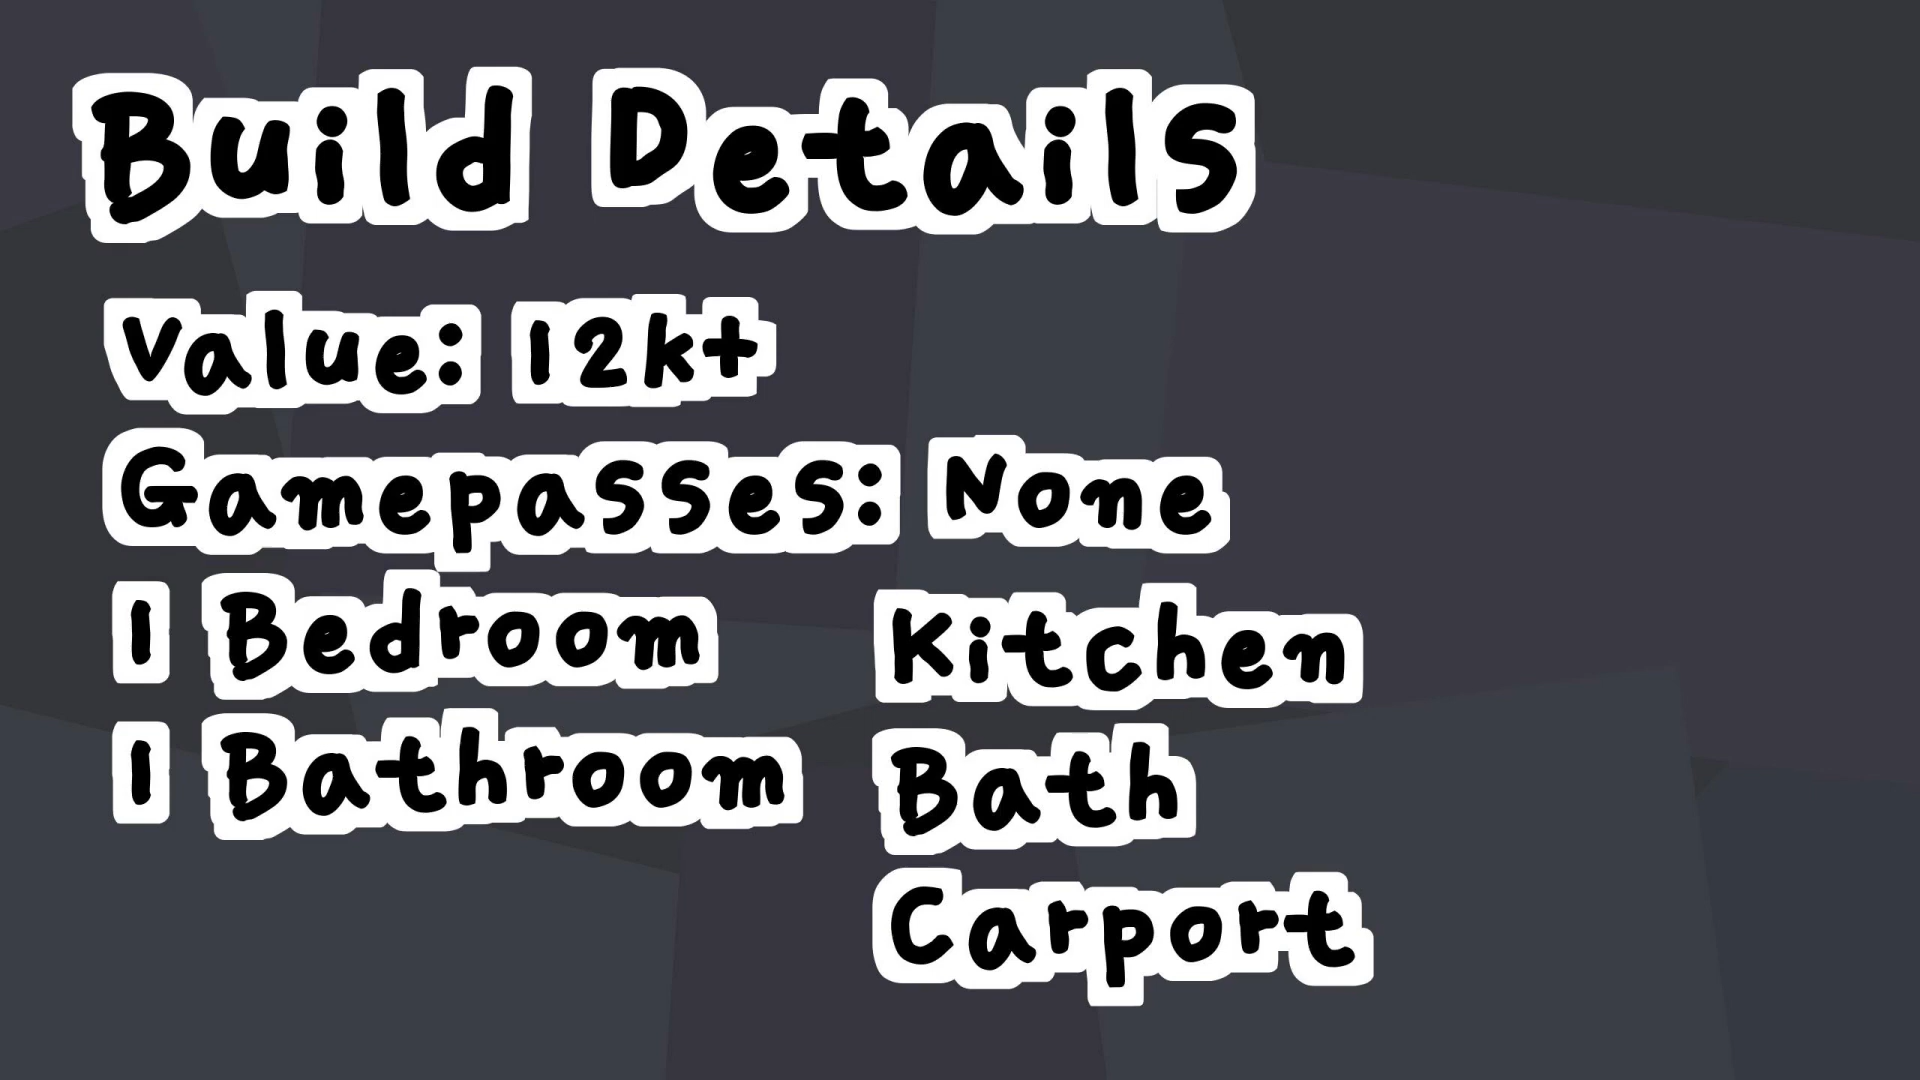 Build Details
Value: 12k+
Gamepasses: None
1 Bedroom
1 Bathroom
Kitchen
Bath
Carport